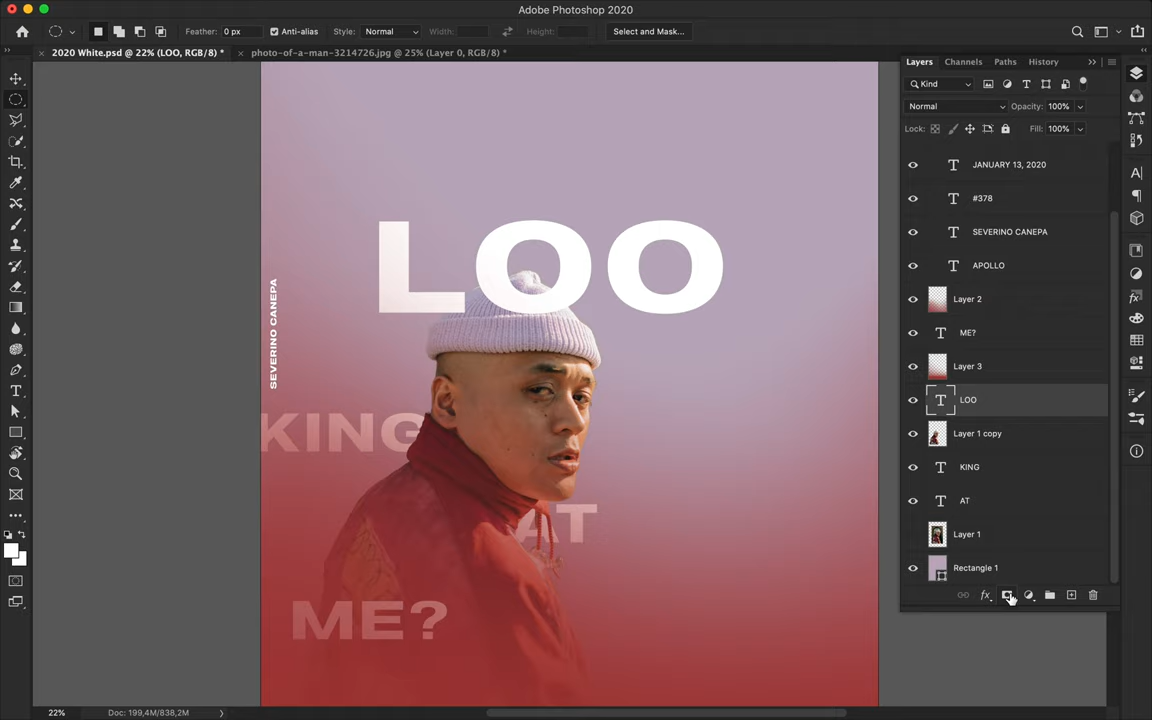 Adobe Photoshop 2020
Feather: 0 px Anti-alias Style: Normal Width: Height: Select and Mask...
2020 White.psd @ 22% (LOO, RGB/8) * photo-of-a-man-3214726.jpg @ 25% (Layer 0, RGB/8) *
Layers Channels Paths History
Kind
Normal Opacity: 100%
Lock: Fill: 100%
JANUARY 13, 2020
#378
SEVERINO CANEPA
APOLLO
Layer 2
ME?
Layer 3
LOO
Layer 1 copy
KING
AT
Layer 1
Rectangle 1
fx
LOO
SEVERINO CANEPA
KING
AT
ME?
22% Doc: 199,4M/838,2M